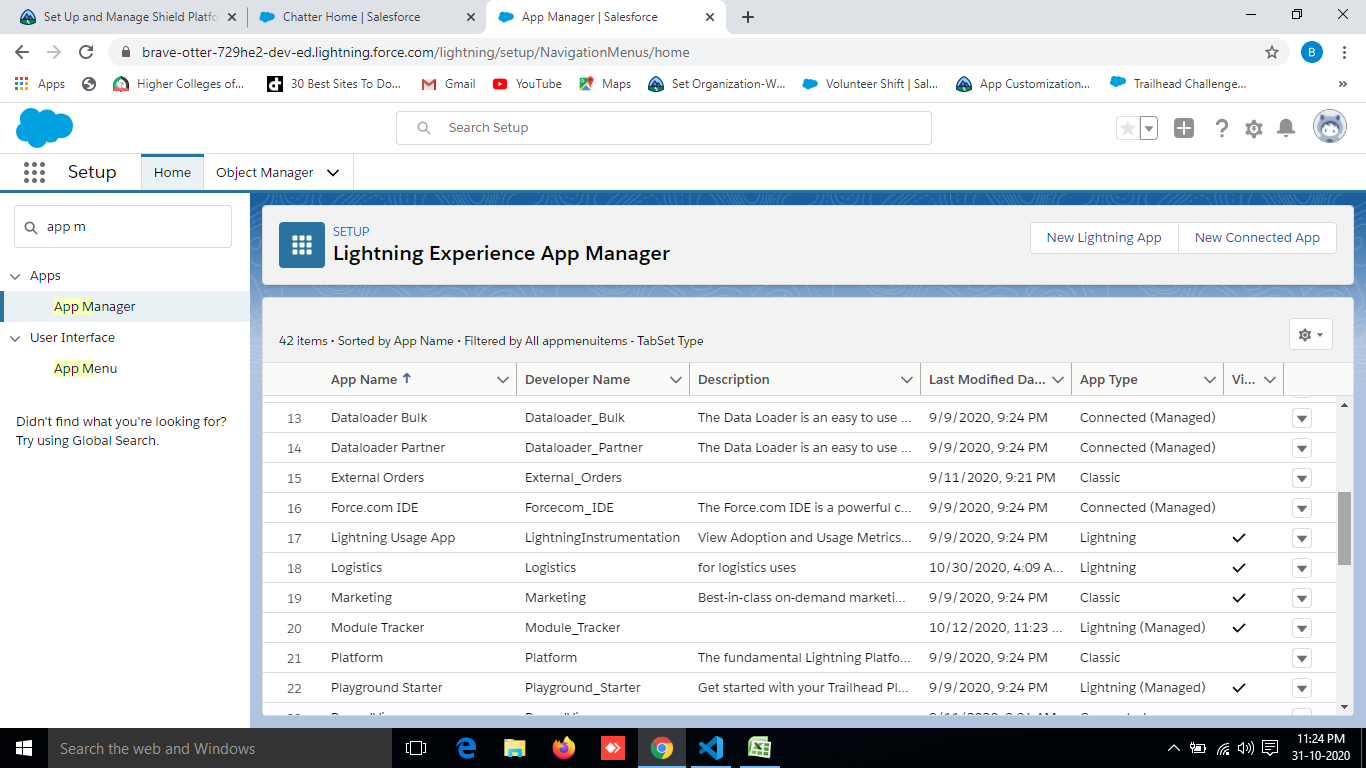 Set Up and Manage Shield Platfo
Chatter Home | Salesforce
App Manager | Salesforce
brave-otter-729he2-dev-ed.lightning.force.com/lightning/setup/NavigationMenus/home
B
Apps
Higher Colleges of...
30 Best Sites To Do...
Gmail
YouTube
Maps
Set Organization-W...
Volunteer Shift | Sal...
App Customization...
Trailhead Challenge...
Search Setup
Setup
Home
Object Manager
app m
Apps
App Manager
User Interface
App Menu
Didn't find what you're looking for?
Try using Global Search.
SETUP
Lightning Experience App Manager
New Lightning App
New Connected App
42 items • Sorted by App Name • Filtered by All appmenuitems - TabSet Type
App Name ↑ Developer Name Description Last Modified Da... App Type Vi...
13 Dataloader Bulk Dataloader_Bulk The Data Loader is an easy to use ... 9/9/2020, 9:24 PM Connected (Managed)
14 Dataloader Partner Dataloader_Partner The Data Loader is an easy to use ... 9/9/2020, 9:24 PM Connected (Managed)
15 External Orders External_Orders 9/11/2020, 9:21 PM Classic
16 Force.com IDE Forcecom_IDE The Force.com IDE is a powerful c... 9/9/2020, 9:24 PM Connected (Managed)
17 Lightning Usage App LightningInstrumentation View Adoption and Usage Metrics... 9/9/2020, 9:24 PM Lightning
18 Logistics Logistics for logistics uses 10/30/2020, 4:09 A... Lightning
19 Marketing Marketing Best-in-class on-demand marketi... 9/9/2020, 9:24 PM Classic
20 Module Tracker Module_Tracker 10/12/2020, 11:23 ... Lightning (Managed)
21 Platform Platform The fundamental Lightning Platfo... 9/9/2020, 9:24 PM Classic
22 Playground Starter Playground_Starter Get started with your Trailhead Pl... 9/9/2020, 9:24 PM Lightning (Managed)
Search the web and Windows
11:24 PM
31-10-2020